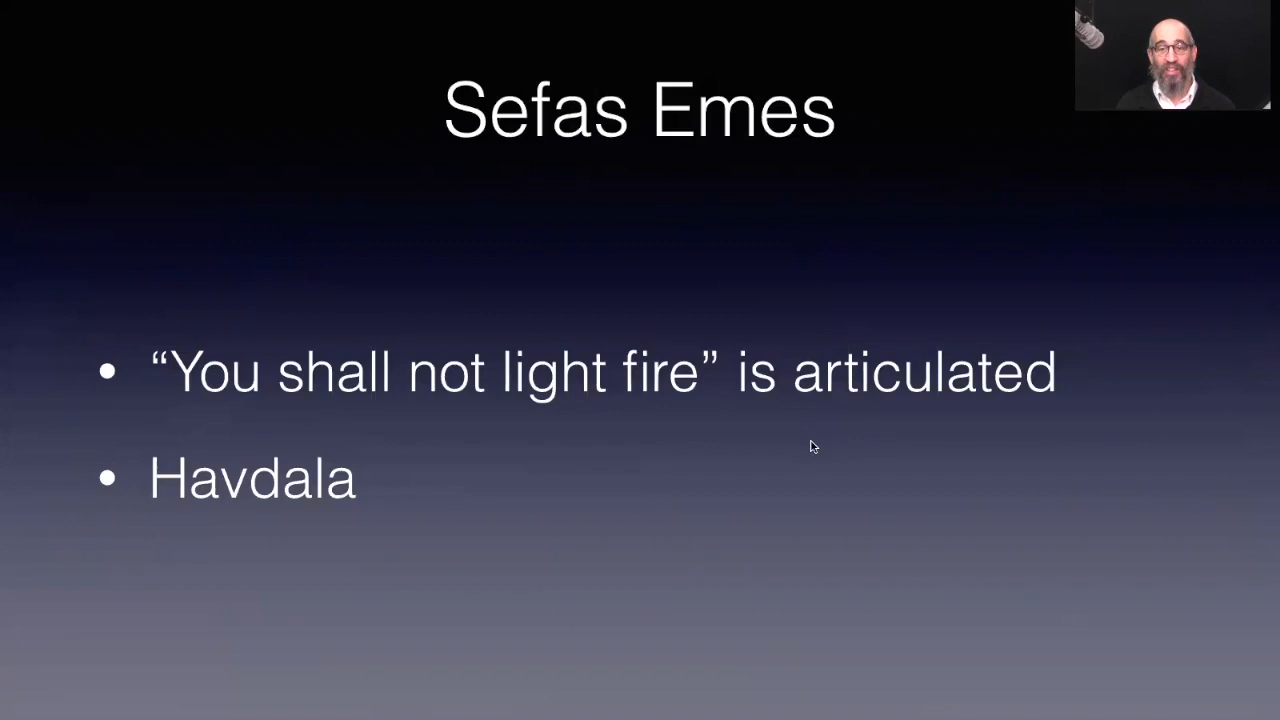 Sefas Emes
• “You shall not light fire” is articulated
• Havdala